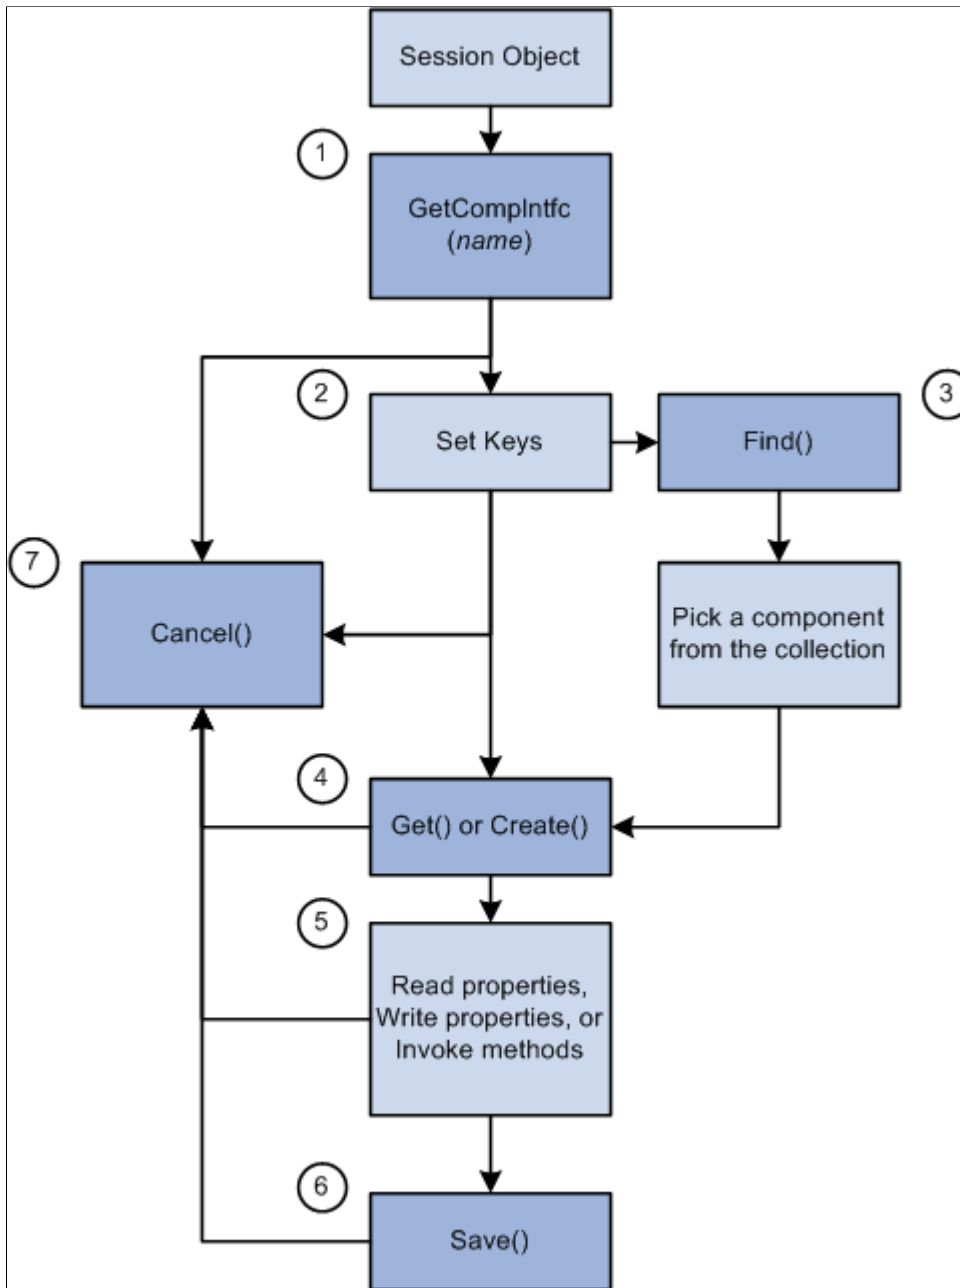 Session Object
1
GetCompIntfc
(name)
2
Set Keys
3
Find()
7
Cancel()
Pick a component
from the collection
4
Get() or Create()
5
Read properties,
Write properties, or
Invoke methods
6
Save()